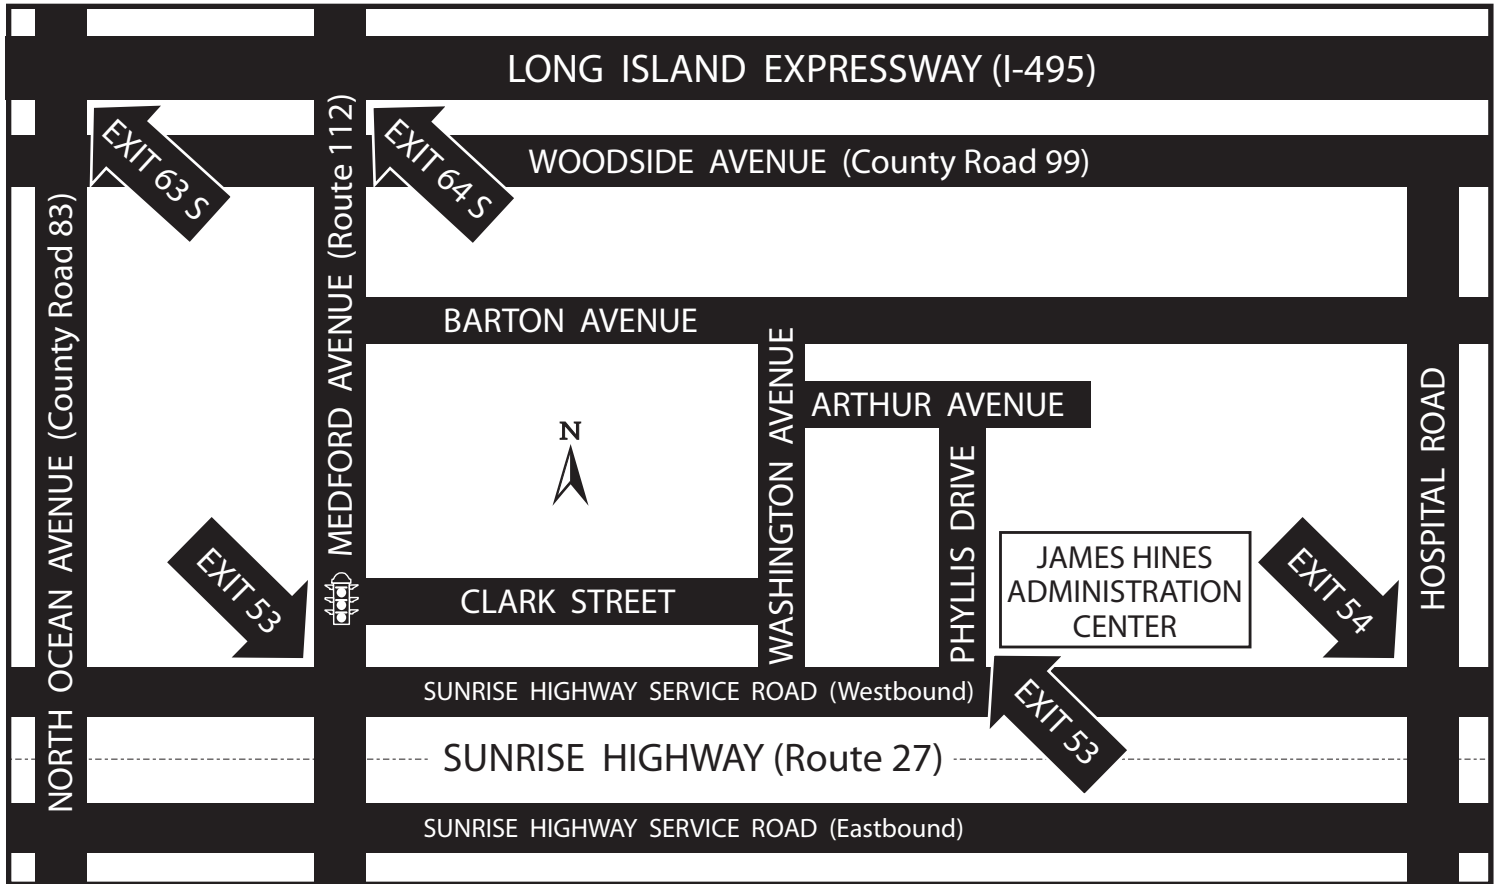 LONG ISLAND EXPRESSWAY (I-495)
EXIT 63 S
EXIT 64 S
WOODSIDE AVENUE (County Road 99)
NORTH OCEAN AVENUE (County Road 83)
MEDFORD AVENUE (Route 112)
BARTON AVENUE
WASHINGTON AVENUE
ARTHUR AVENUE
HOSPITAL ROAD
N
PHYLLIS DRIVE
EXIT 53
CLARK STREET
JAMES HINES
ADMINISTRATION
CENTER
EXIT 54
SUNRISE HIGHWAY SERVICE ROAD (Westbound)
EXIT 53
SUNRISE HIGHWAY (Route 27)
SUNRISE HIGHWAY SERVICE ROAD (Eastbound)